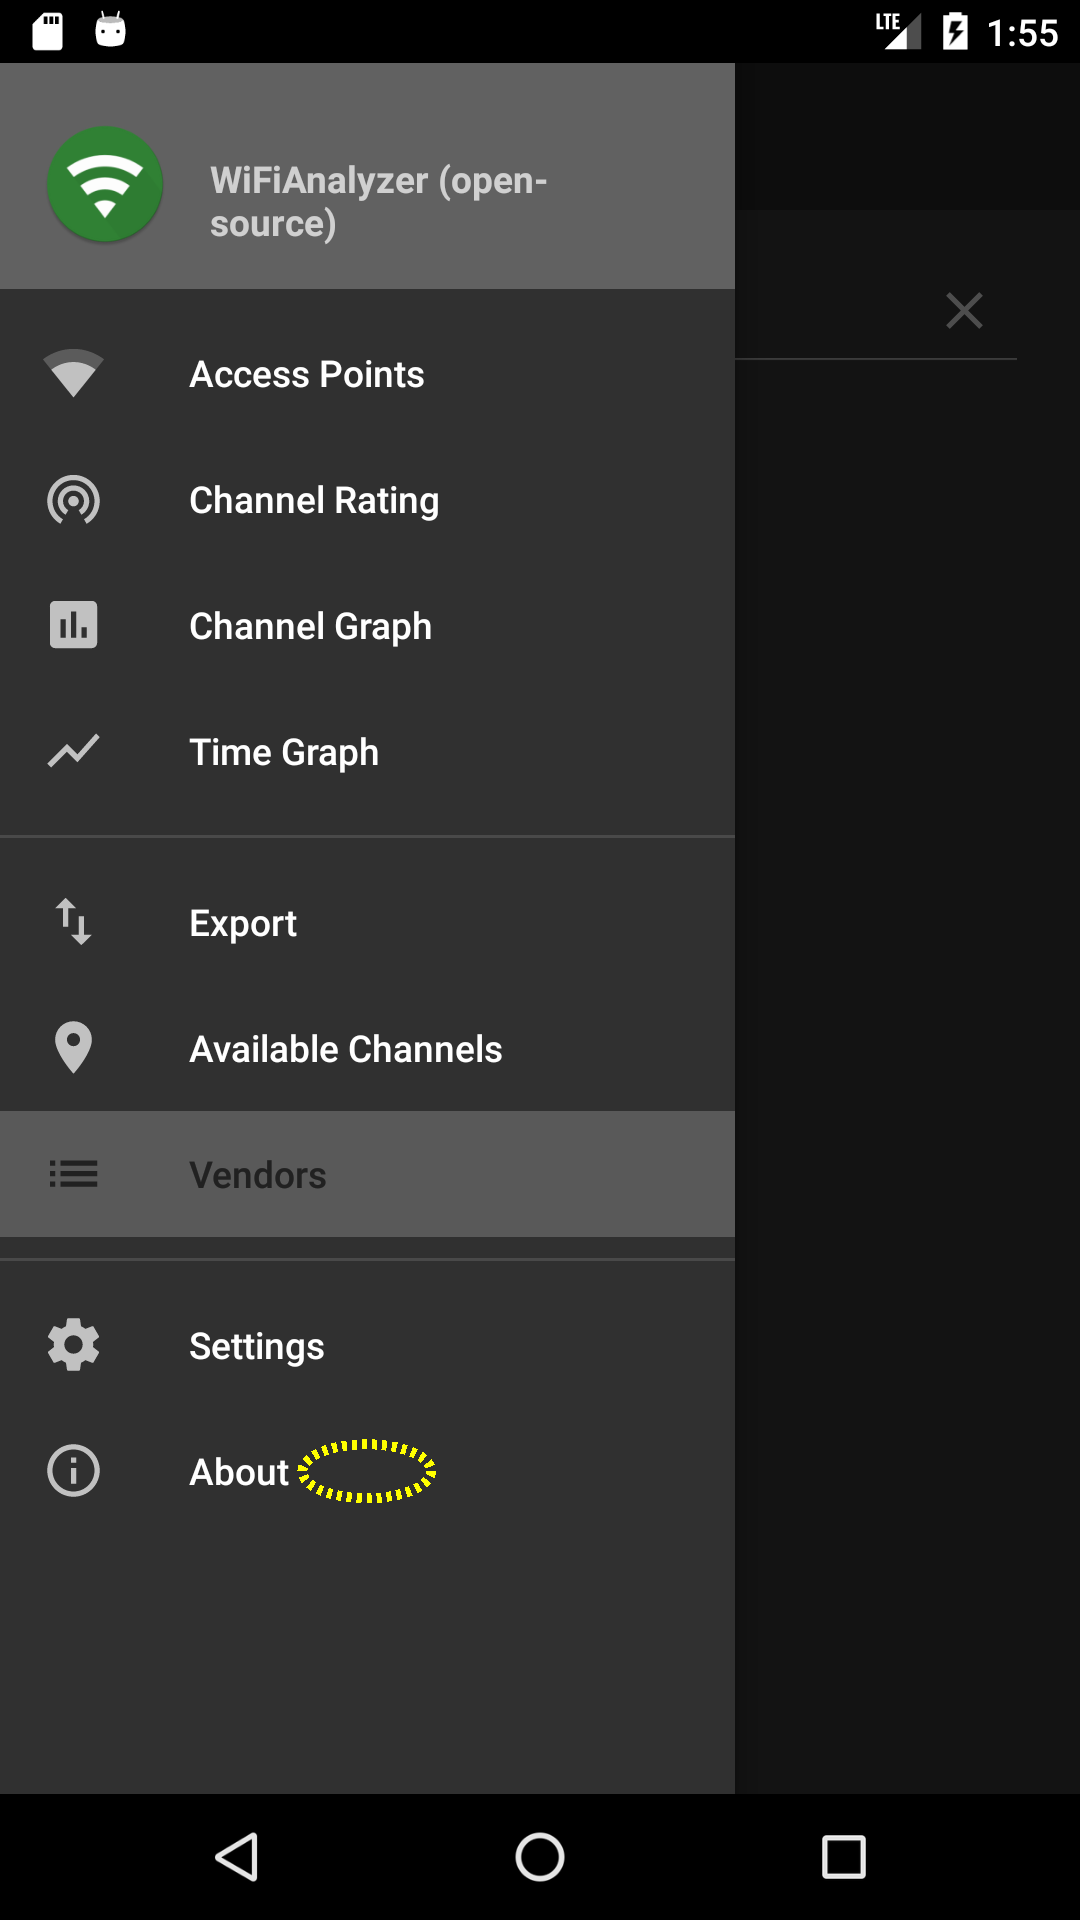 LTE 1:55
WiFiAnalyzer (open-
source)
Access Points
Channel Rating
Channel Graph
Time Graph
Export
Available Channels
Vendors
Settings
About